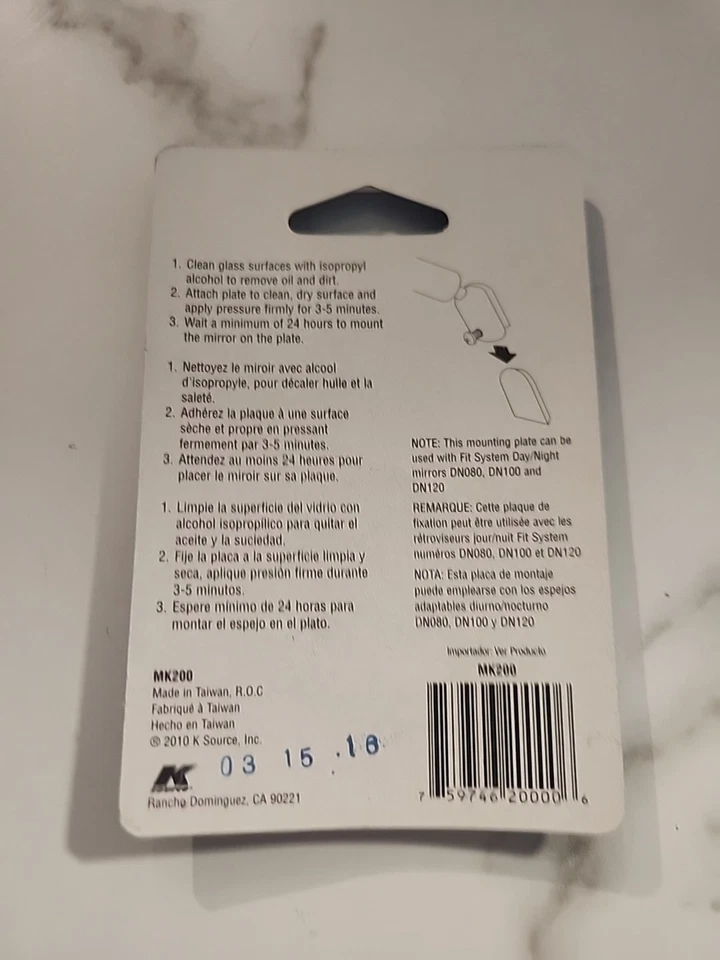 1. Clean glass surfaces with isopropyl
alcohol to remove oil and dirt.
2. Attach plate to clean, dry surface and
apply pressure firmly for 3-5 minutes.
3. Wait a minimum of 24 hours to mount
the mirror on the plate.
1. Nettoyez le miroir avec alcool
d'isopropyle, pour décaler huile et la
saleté.
2. Adhérez la plaque à une surface
sèche et propre en pressant
fermement par 3-5 minutes.
3. Attendez au moins 24 heures pour
placer le miroir sur sa plaque.
1. Limpie la superficie del vidrio con
alcohol isopropílico para quitar el
aceite y la suciedad.
2. Fije la placa a la superficie limpia y
seca, aplique presión firme durante
3-5 minutos.
3. Espere mínimo de 24 horas para
montar el espejo en el plato.
NOTE: This mounting plate can be
used with Fit System Day/Night
mirrors DN080, DN100 and
DN120
REMARQUE: Cette plaque de
fixation peut être utilisée avec les
rétroviseurs jour/nuit Fit System
numéros DN080, DN100 et DN120
NOTA: Esta placa de montaje
puede emplearse con los espejos
adaptables diurno/nocturno
DN080, DN100 y DN120
MK200
Made in Taiwan, R.O.C
Fabriqué à Taiwan
Hecho en Taiwan
® 2010 K Source, Inc.
03 15 .16
Rancho Dominguez, CA 90221
Importador: Ver Producto
MK200
7 59746 20000 6